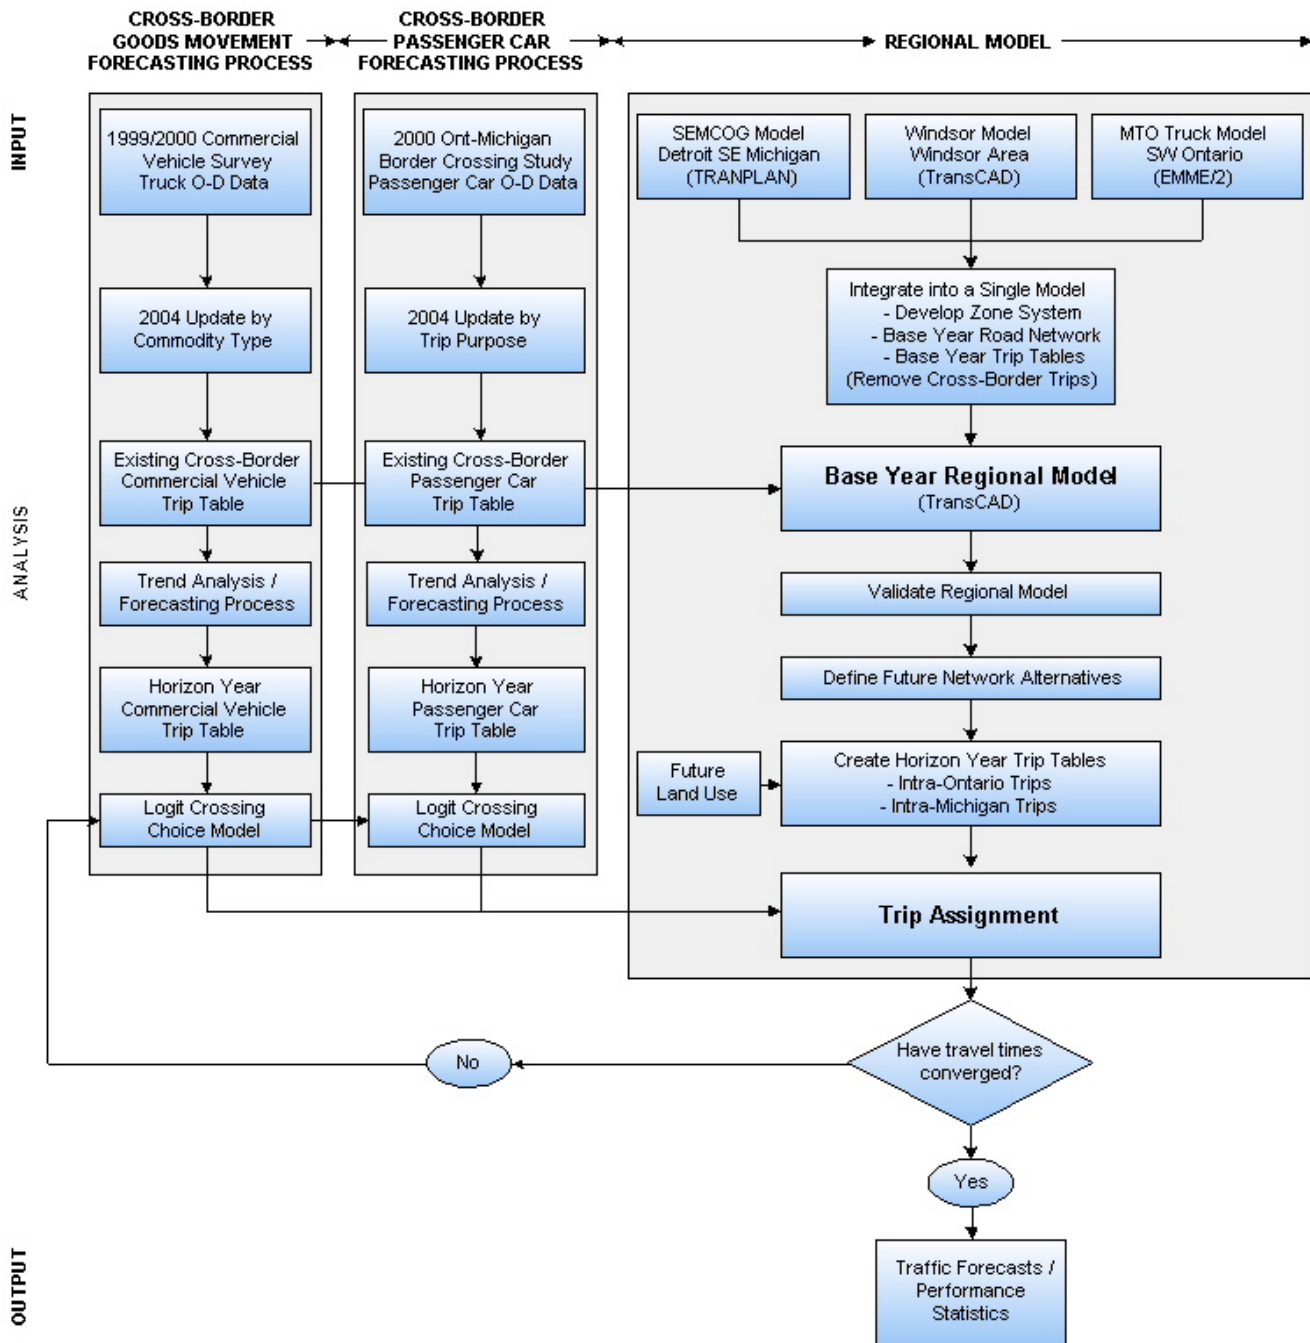 CROSS-BORDER
GOODS MOVEMENT
FORECASTING PROCESS
CROSS-BORDER
PASSENGER CAR
FORECASTING PROCESS
REGIONAL MODEL
INPUT
1999/2000 Commercial
Vehicle Survey
Truck O-D Data
2000 Ont-Michigan
Border Crossing Study
Passenger Car O-D Data
SEMCOG Model
Detroit SE Michigan
(TRANPLAN)
Windsor Model
Windsor Area
(TransCAD)
MTO Truck Model
SW Ontario
(EMME/2)
2004 Update by
Commodity Type
2004 Update by
Trip Purpose
Integrate into a Single Model
- Develop Zone System
- Base Year Road Network
- Base Year Trip Tables
(Remove Cross-Border Trips)
ANALYSIS
Existing Cross-Border
Commercial Vehicle
Trip Table
Existing Cross-Border
Passenger Car
Trip Table
Base Year Regional Model
(TransCAD)
Trend Analysis /
Forecasting Process
Trend Analysis /
Forecasting Process
Validate Regional Model
Horizon Year
Commercial Vehicle
Trip Table
Horizon Year
Passenger Car
Trip Table
Define Future Network Alternatives
Future
Land Use
Create Horizon Year Trip Tables
- Intra-Ontario Trips
- Intra-Michigan Trips
Logit Crossing
Choice Model
Logit Crossing
Choice Model
Trip Assignment
Have travel times
converged?
No
Yes
OUTPUT
Traffic Forecasts /
Performance
Statistics